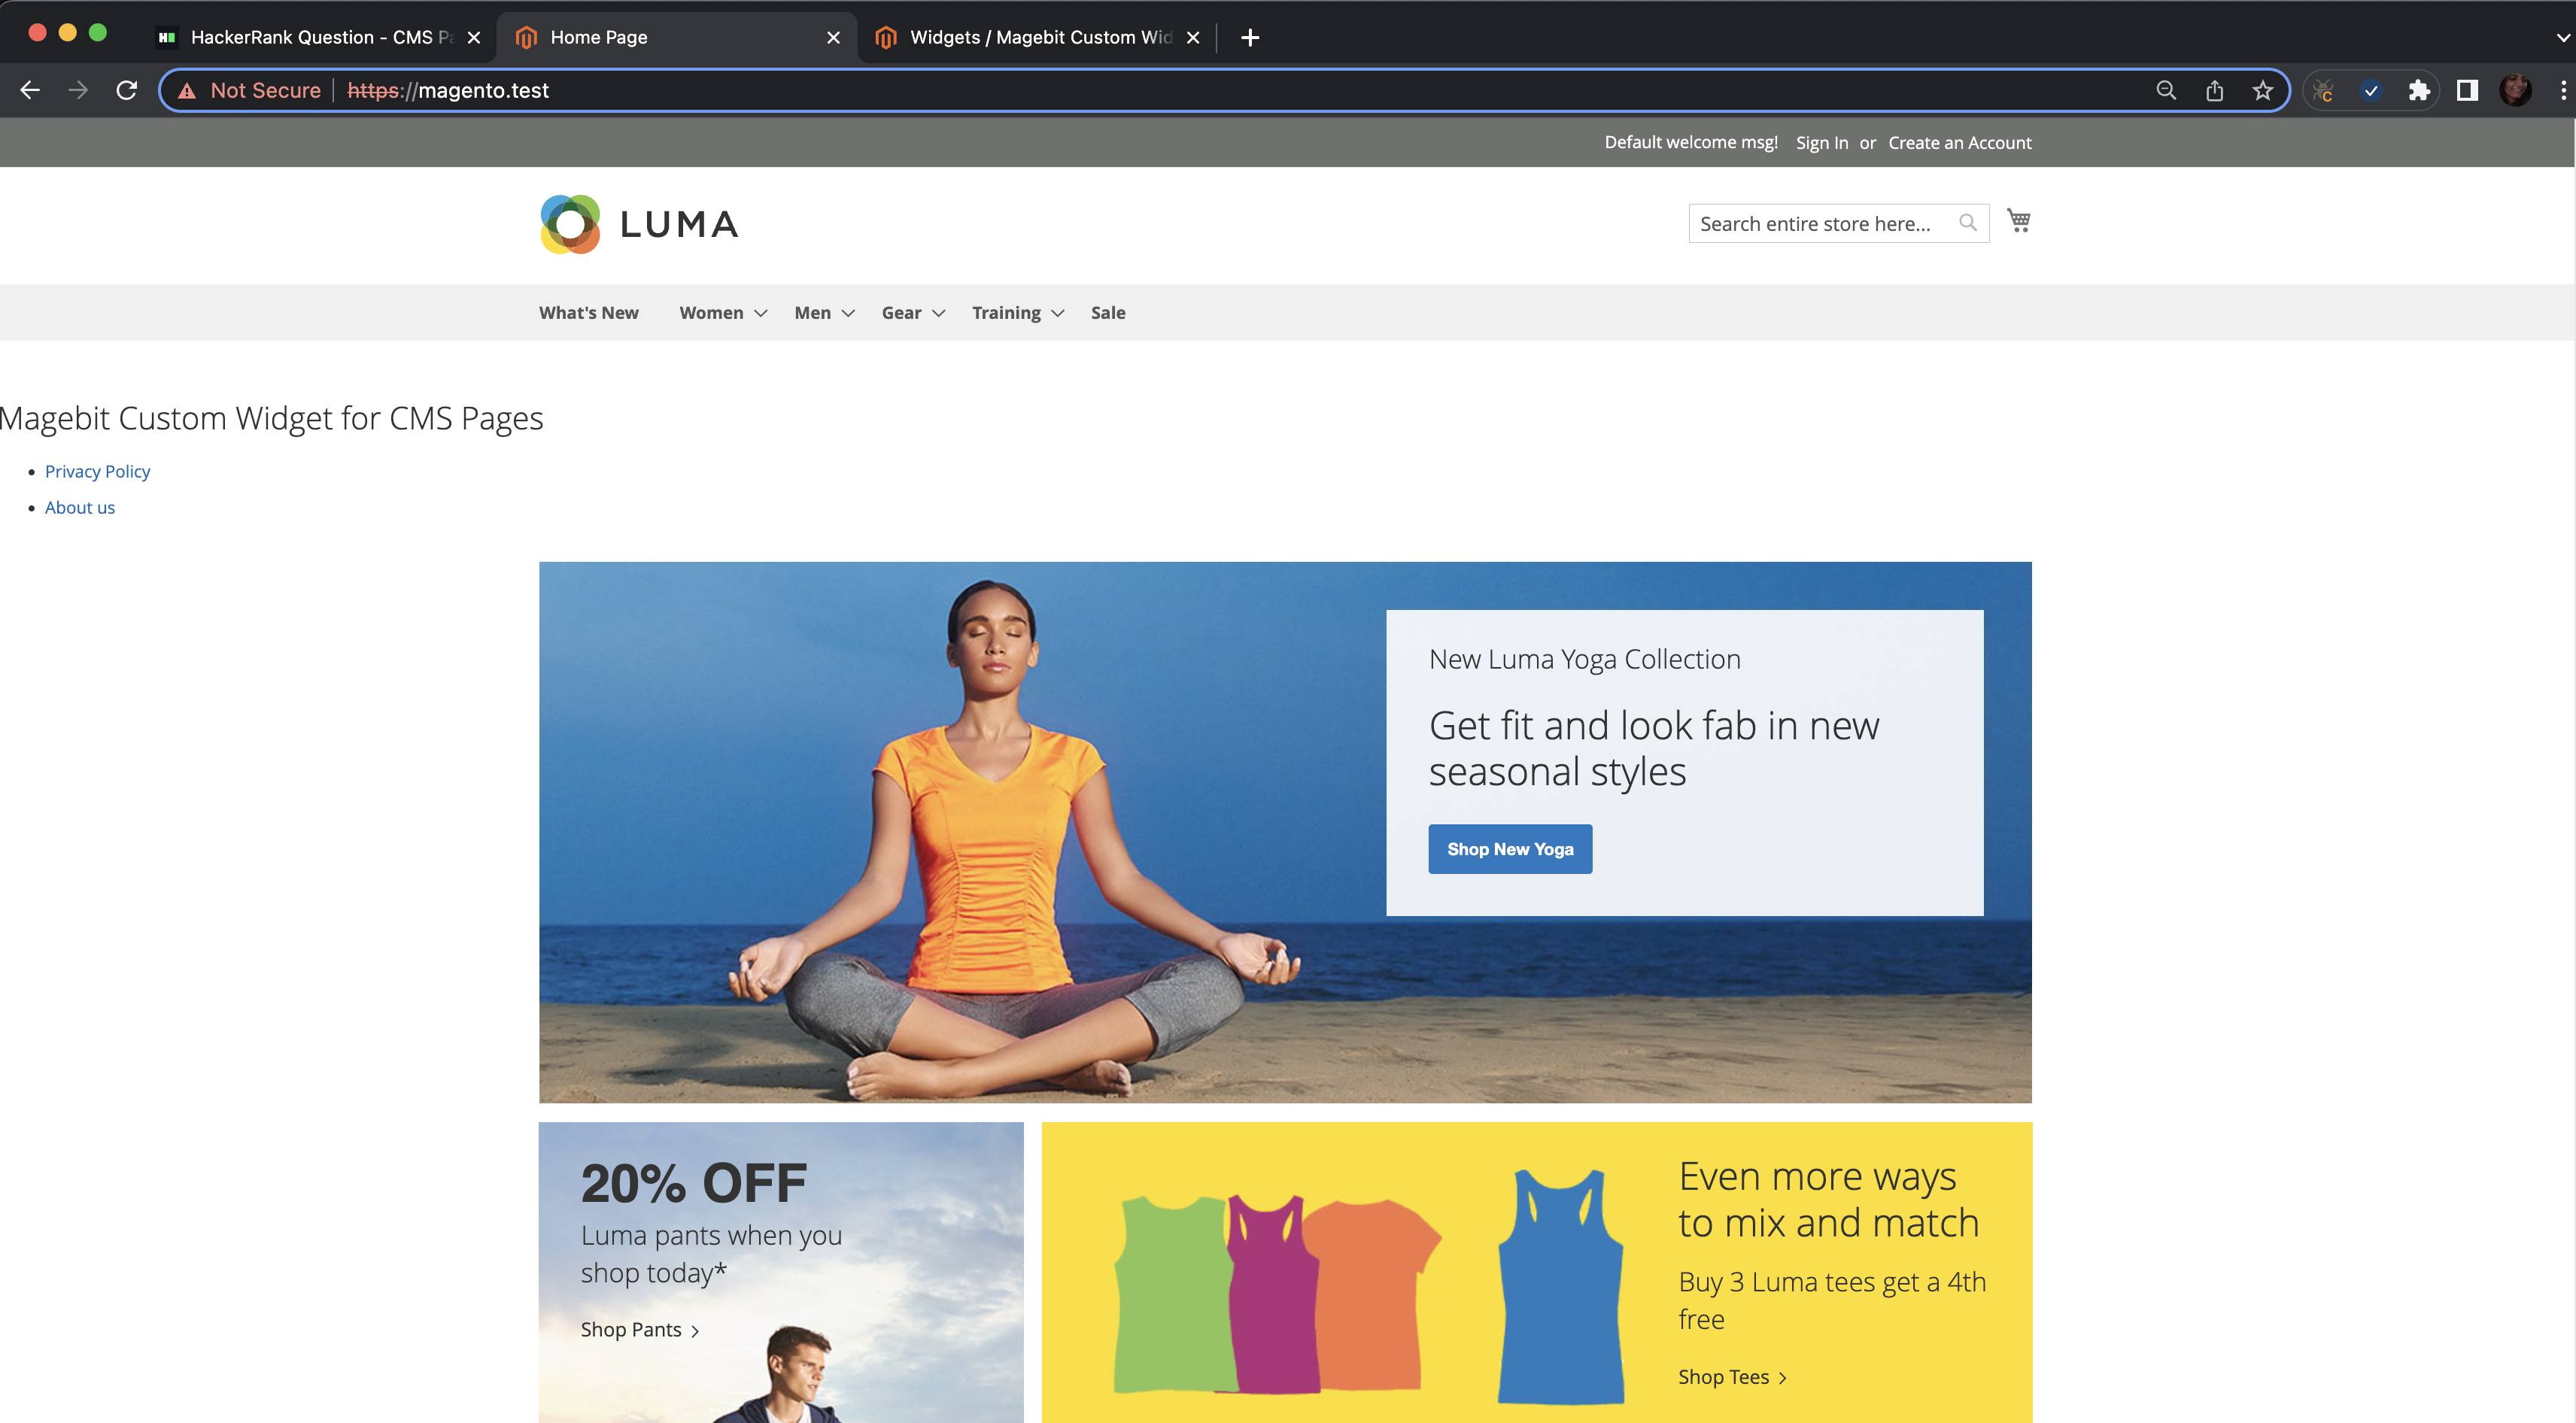 HackerRank Question - CMS Pa
Home Page
Widgets / Magebit Custom Wid
Not Secure https://magento.test
Default welcome msg! Sign In or Create an Account
LUMA
Search entire store here...
What's New Women Men Gear Training Sale
Magebit Custom Widget for CMS Pages
Privacy Policy
About us
New Luma Yoga Collection
Get fit and look fab in new
seasonal styles
Shop New Yoga
20% OFF
Luma pants when you
shop today*
Shop Pants
Even more ways
to mix and match
Buy 3 Luma tees get a 4th
free
Shop Tees